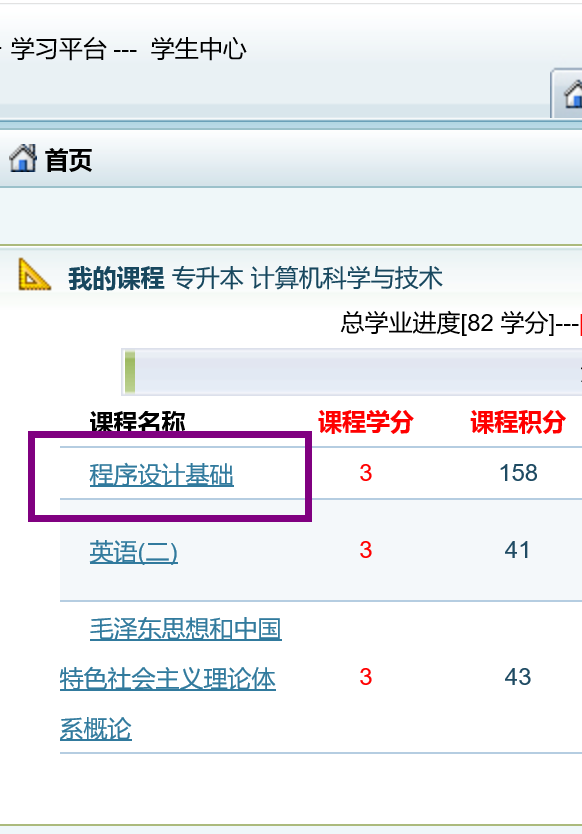 学习平台 --- 学生中心
首页
我的课程 专升本 计算机科学与技术
总学业进度[82 学分]---
课程名称 课程学分 课程积分
程序设计基础 3 158
英语(二) 3 41
毛泽东思想和中国
特色社会主义理论体 3 43
系概论